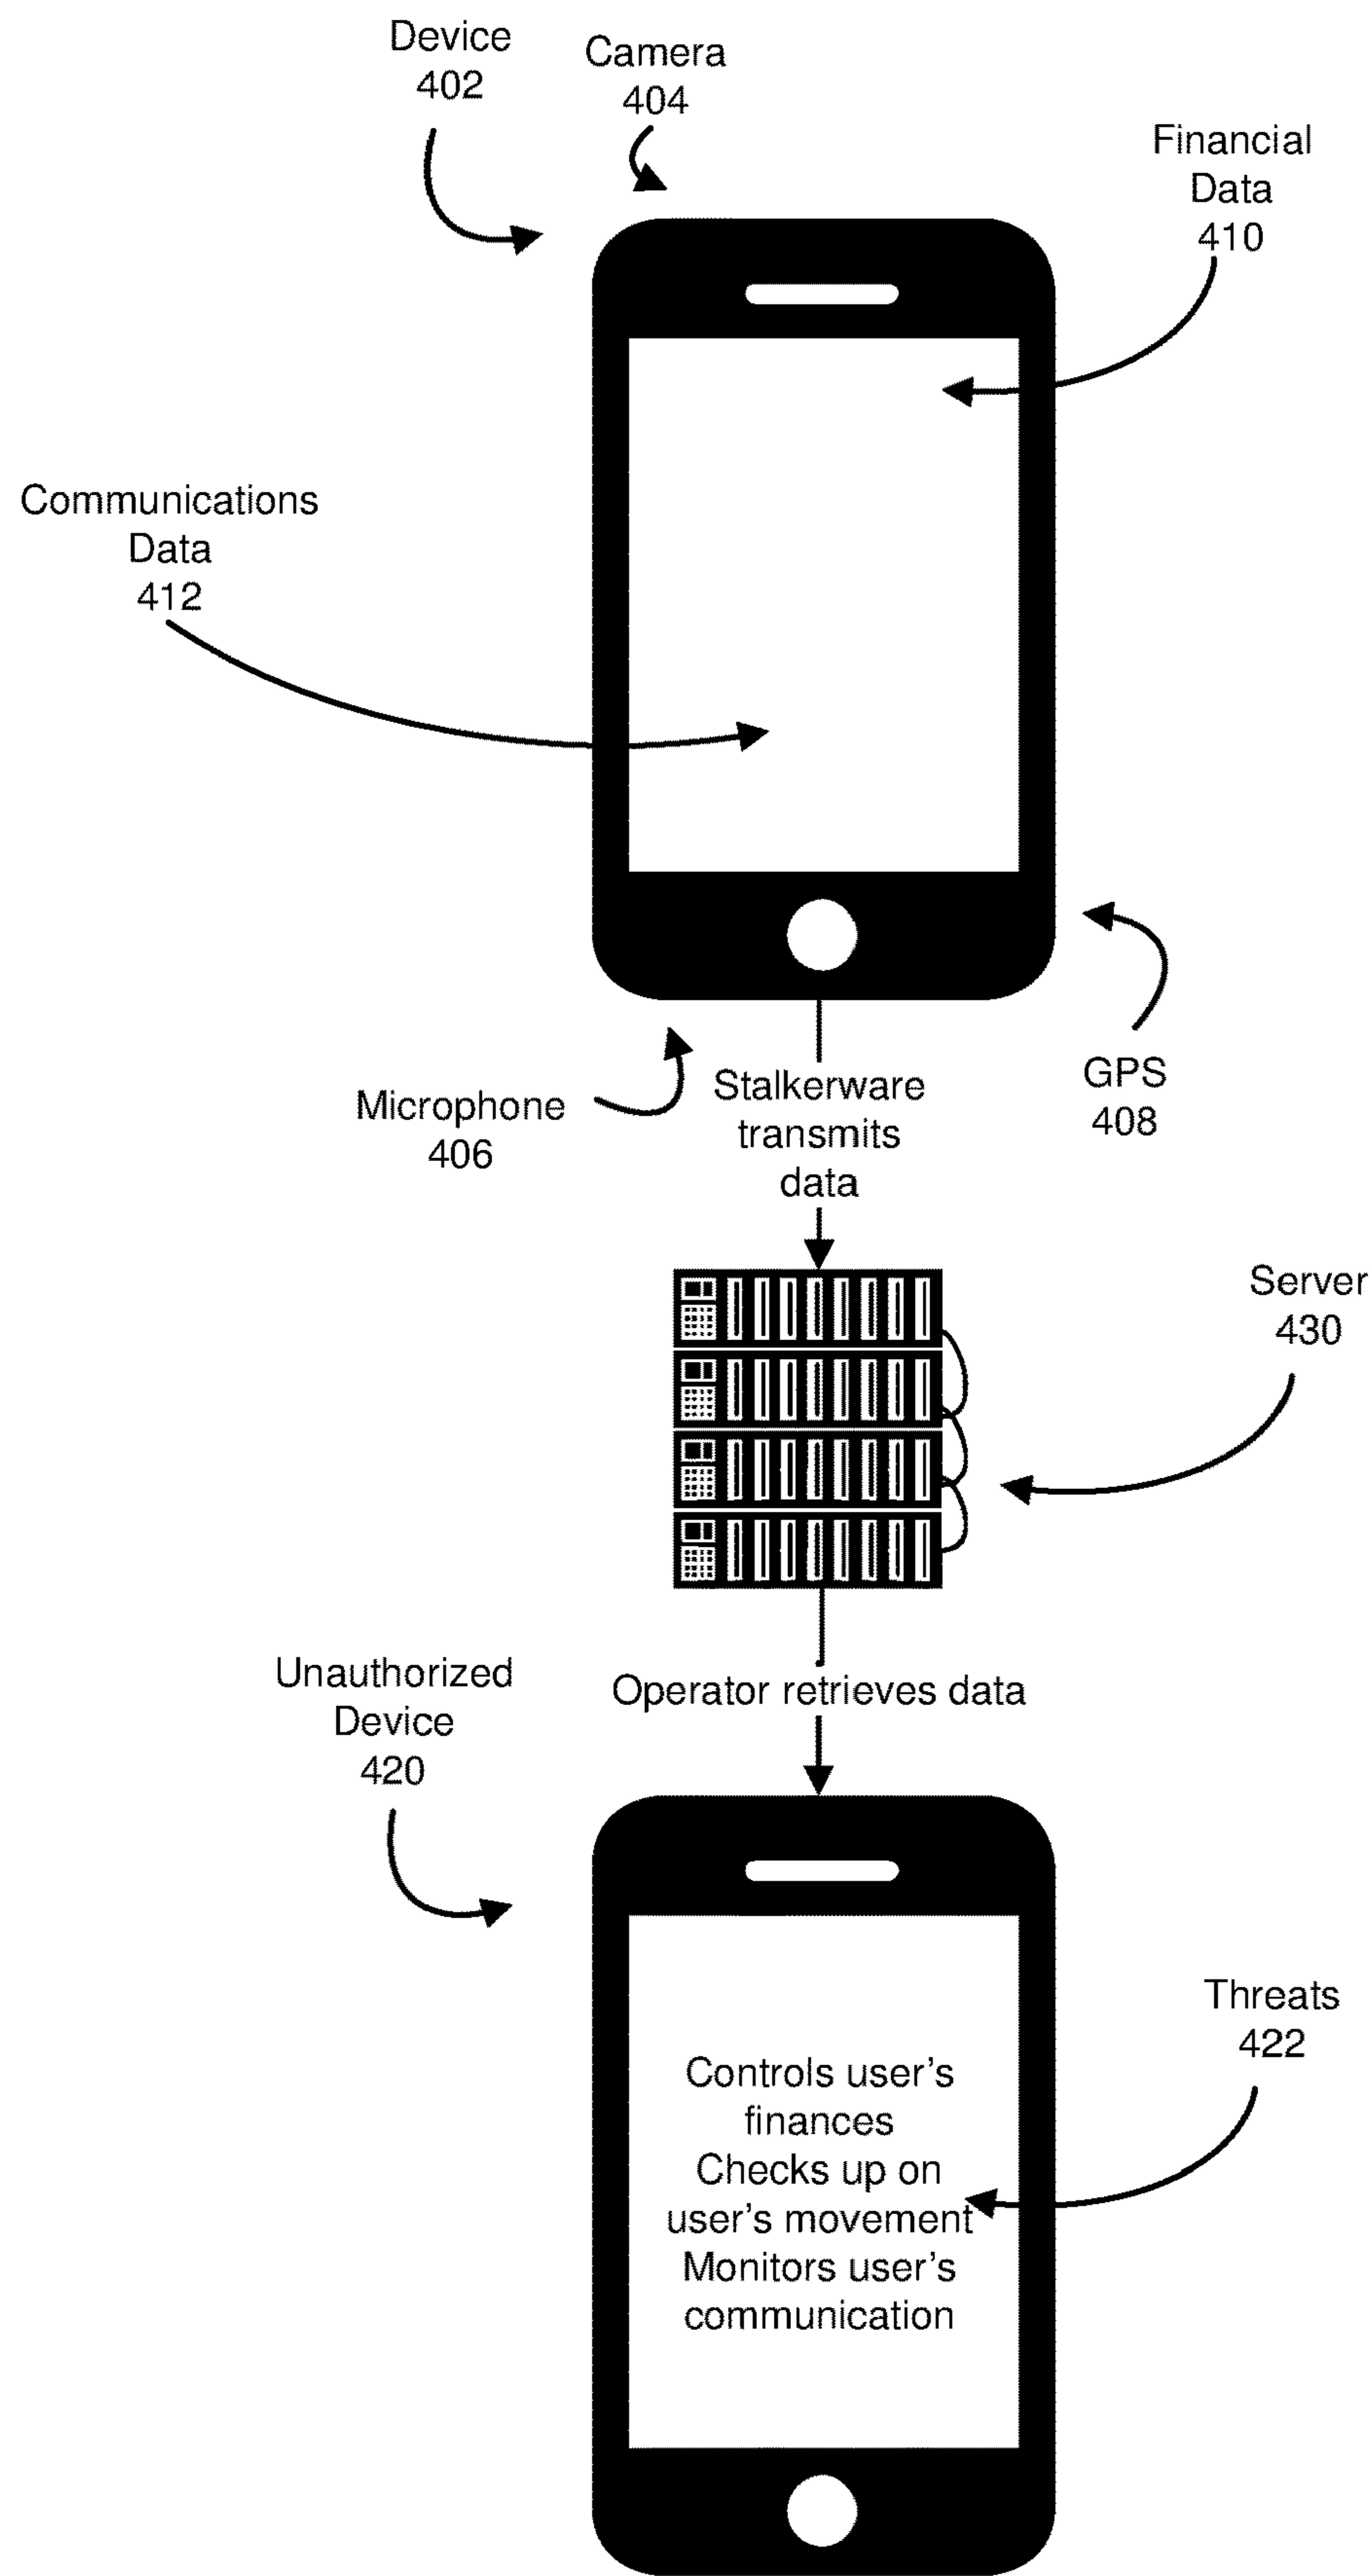 Device
402
Camera
404
Financial
Data
410
Communications
Data
412
GPS
408
Microphone
406
Stalkerware
transmits
data
Server
430
Unauthorized
Device
420
Operator retrieves data
Threats
422
Controls user's
finances
Checks up on
user's movement
Monitors user's
communication